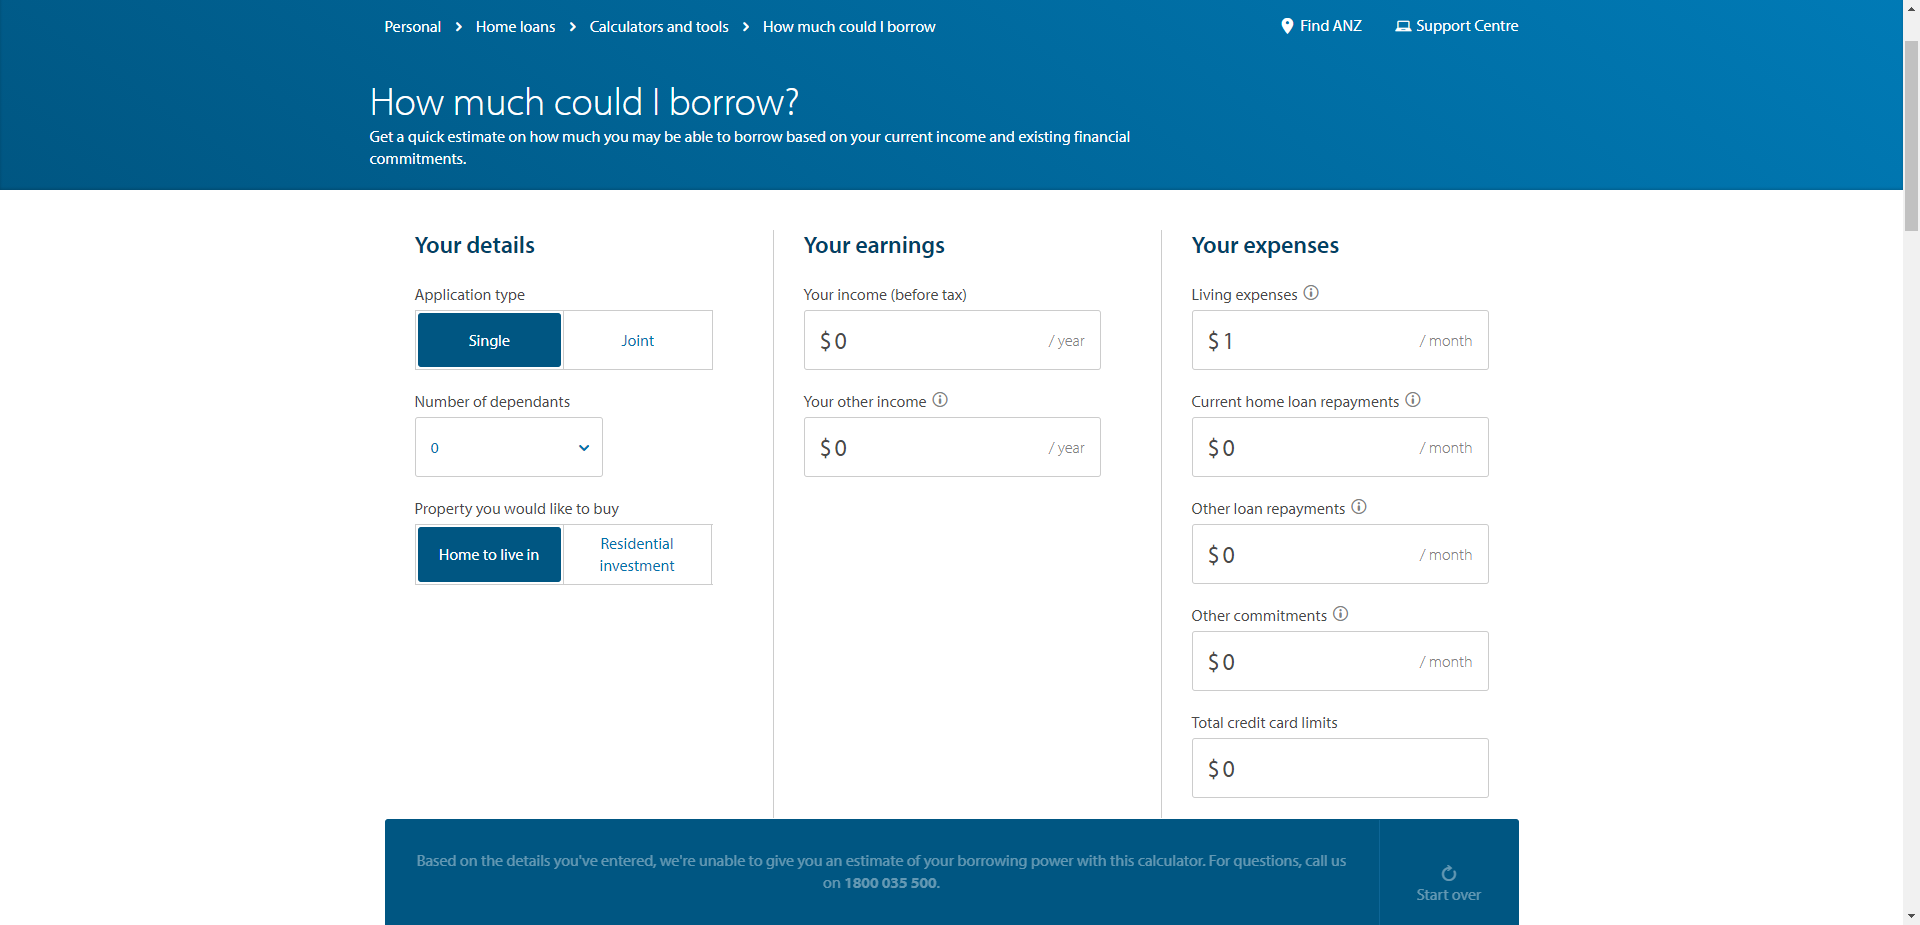 Personal > Home loans > Calculators and tools > How much could I borrow
Find ANZ
Support Centre
How much could I borrow?
Get a quick estimate on how much you may be able to borrow based on your current income and existing financial
commitments.
Your details
Application type
Single
Joint
Number of dependants
0
Property you would like to buy
Home to live in
Residential
investment
Your earnings
Your income (before tax)
$ 0 / year
Your other income
$ 0 / year
Your expenses
Living expenses
$ 1 / month
Current home loan repayments
$ 0 / month
Other loan repayments
$ 0 / month
Other commitments
$ 0 / month
Total credit card limits
$ 0
Based on the details you've entered, we're unable to give you an estimate of your borrowing power with this calculator. For questions, call us
on 1800 035 500.
Start over